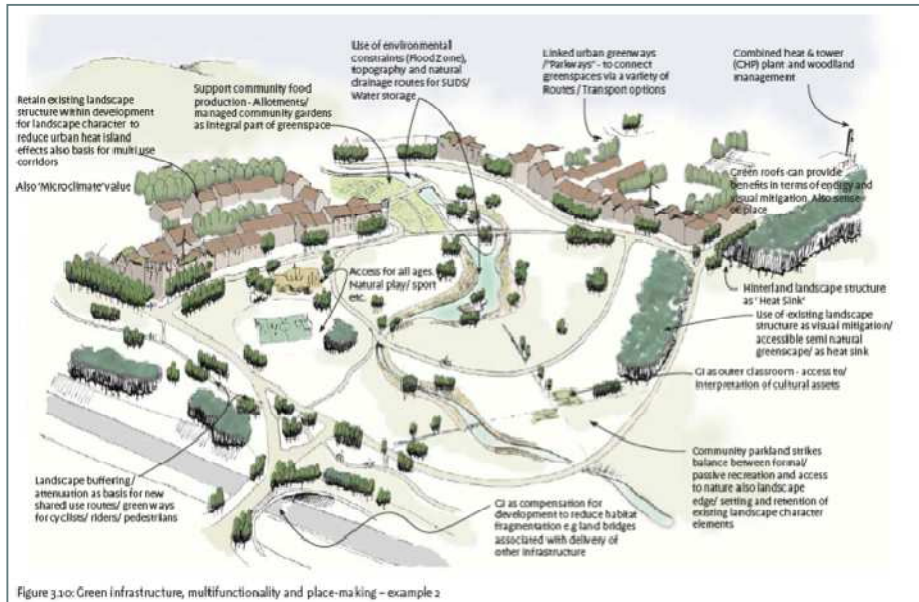 Use of environmental
constraints (Flood Zone),
topography and natural
drainage routes for SUDS/
Water storage
Linked urban greenways
/"Parkways" - to connect
greenspaces via a variety of
Routes / Transport options
Combined heat & tower
(CHP) plant and woodland
management
Support community food
production - Allotments/
managed community gardens
as integral part of greenspace
Retain existing landscape
structure within development
for landscape character to
reduce urban heat island
effects also basis for multi use
corridors
Also 'Microclimate' value
Green roofs can provide
benefits in terms of energy and
visual mitigation. Also sense
of place
Access for all ages.
Natural play/ sport
etc.
Hinterland landscape structure
as 'Heat Sink'
Use of existing landscape
structure as visual mitigation/
accessible semi natural
greenscape/ as heat sink
GI as outer classroom - access to/
interpretation of cultural assets
Community parkland strikes
balance between formal/
passive recreation and access
to nature also landscape
edge/ setting and retention of
existing landscape character
elements
Landscape buffering/
attenuation as basis for new
shared use routes/ greenways
for cyclists/ riders/ pedestrians
GI as compensation for
development to reduce habitat
fragmentation e.g land bridges
associated with delivery of
other infrastructure
Figure 3.10: Green infrastructure, multifunctionality and place-making – example 2